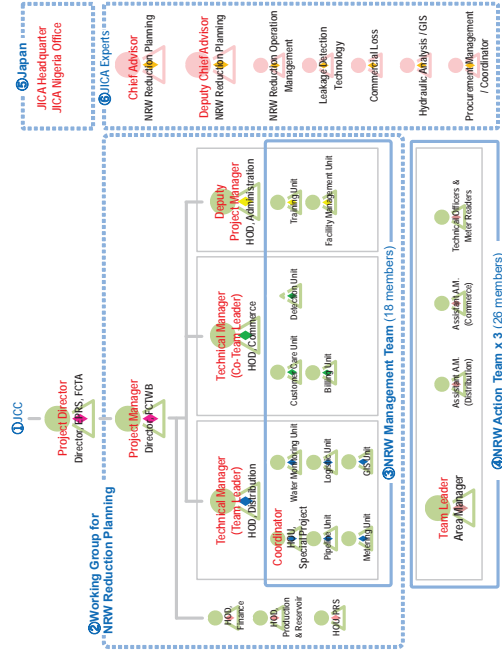 ①JCC
Project Director
Director, EPRS, FCTA
Project Manager
Director, FCTWB
②Working Group for
NRW Reduction Planning
HOD,
Finance
HOD,
Production
& Reservoir
HOU, PRS
Technical Manager
(Team Leader)
HOD, Distribution
Coordinator
HOU,
Special Project
Water Monitoring Unit
Pipeline Unit
Logistic Unit
Metering Unit
GIS Unit
Technical Manager
(Co-Team Leader)
HOD, Commerce
Customer Care Unit
Detection Unit
Billing Unit
Deputy
Project Manager
HOD, Administration
Training Unit
Facility Management Unit
③NRW Management Team (18 members)
Team Leader
Area Manager
Assistant A.M.
(Distribution)
Assistant A.M.
(Commerce)
Technical Officers &
Meter Readers
④NRW Action Team x 3 (26 members)
⑤Japan
JICA Headquarter
JICA Nigeria Office
⑥JICA Experts
Chief Advisor
NRW Reduction Planning
Deputy Chief Advisor
NRW Reduction Planning
NRW Reduction Operation
Management
Leakage Detection
Technology
Commercial Loss
Hydraulic Analysis / GIS
Procurement Management
/ Coordinator